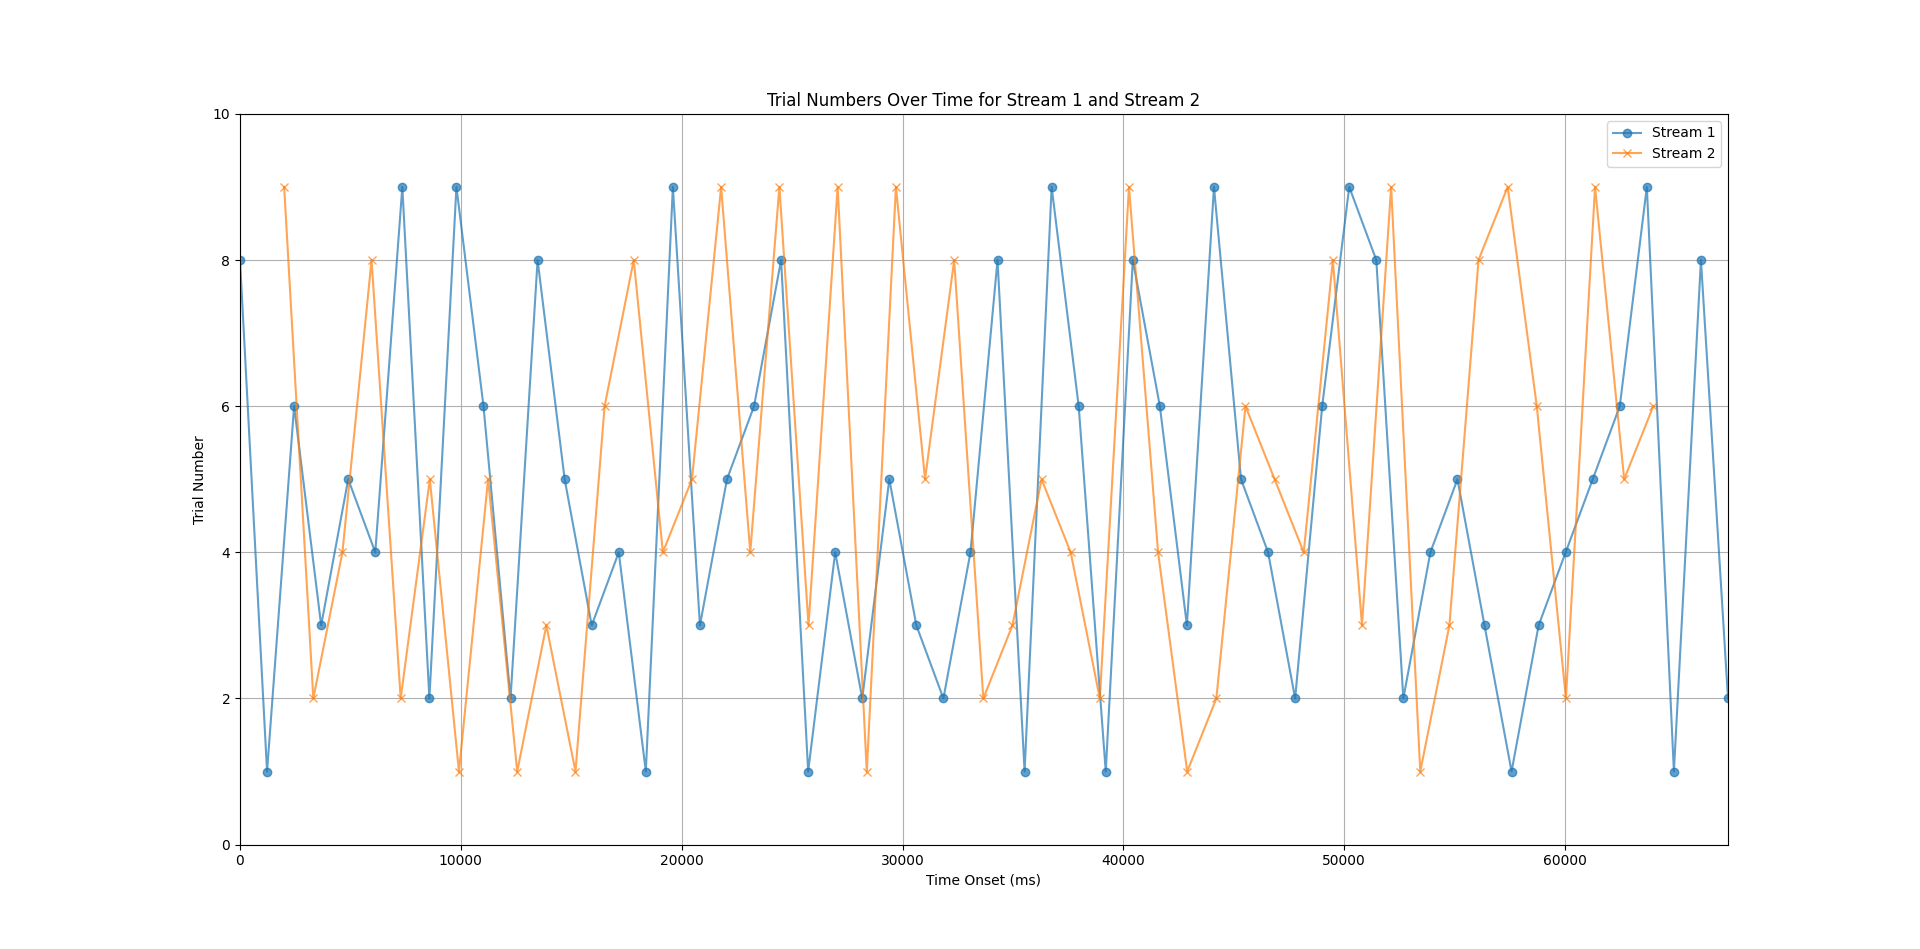 Trial Numbers Over Time for Stream 1 and Stream 2
10
8
6
4
2
0
Trial Number
Stream 1
Stream 2
0 10000 20000 30000 40000 50000 60000
Time Onset (ms)